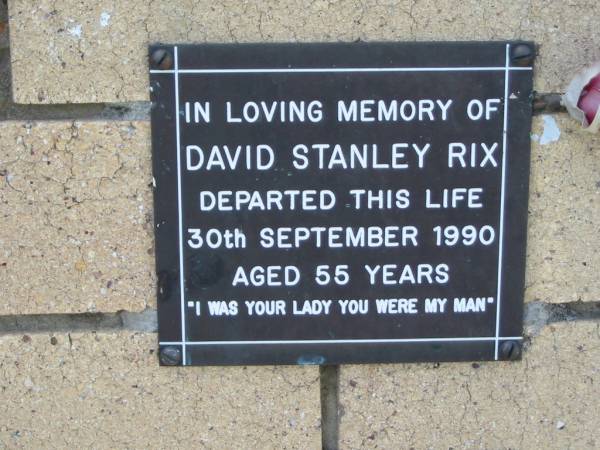 IN LOVING MEMORY OF
DAVID STANLEY RIX
DEPARTED THIS LIFE
30th SEPTEMBER 1990
AGED 55 YEARS
"I WAS YOUR LADY YOU WERE MY MAN"